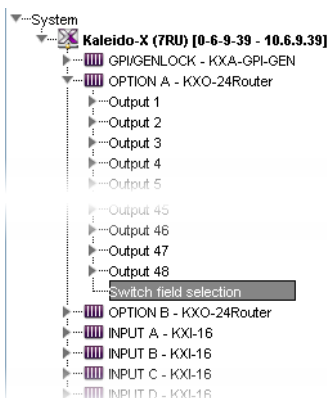 System
Kaleido-X (7RU) [0-6-9-39 - 10.6.9.39]
GPI/GENLOCK - KXA-GPI-GEN
OPTION A - KXO-24Router
Output 1
Output 2
Output 3
Output 4
Output 5
Output 45
Output 46
Output 47
Output 48
Switch field selection
OPTION B - KXO-24Router
INPUT A - KXI-16
INPUT B - KXI-16
INPUT C - KXI-16
INPUT D - KXI-16